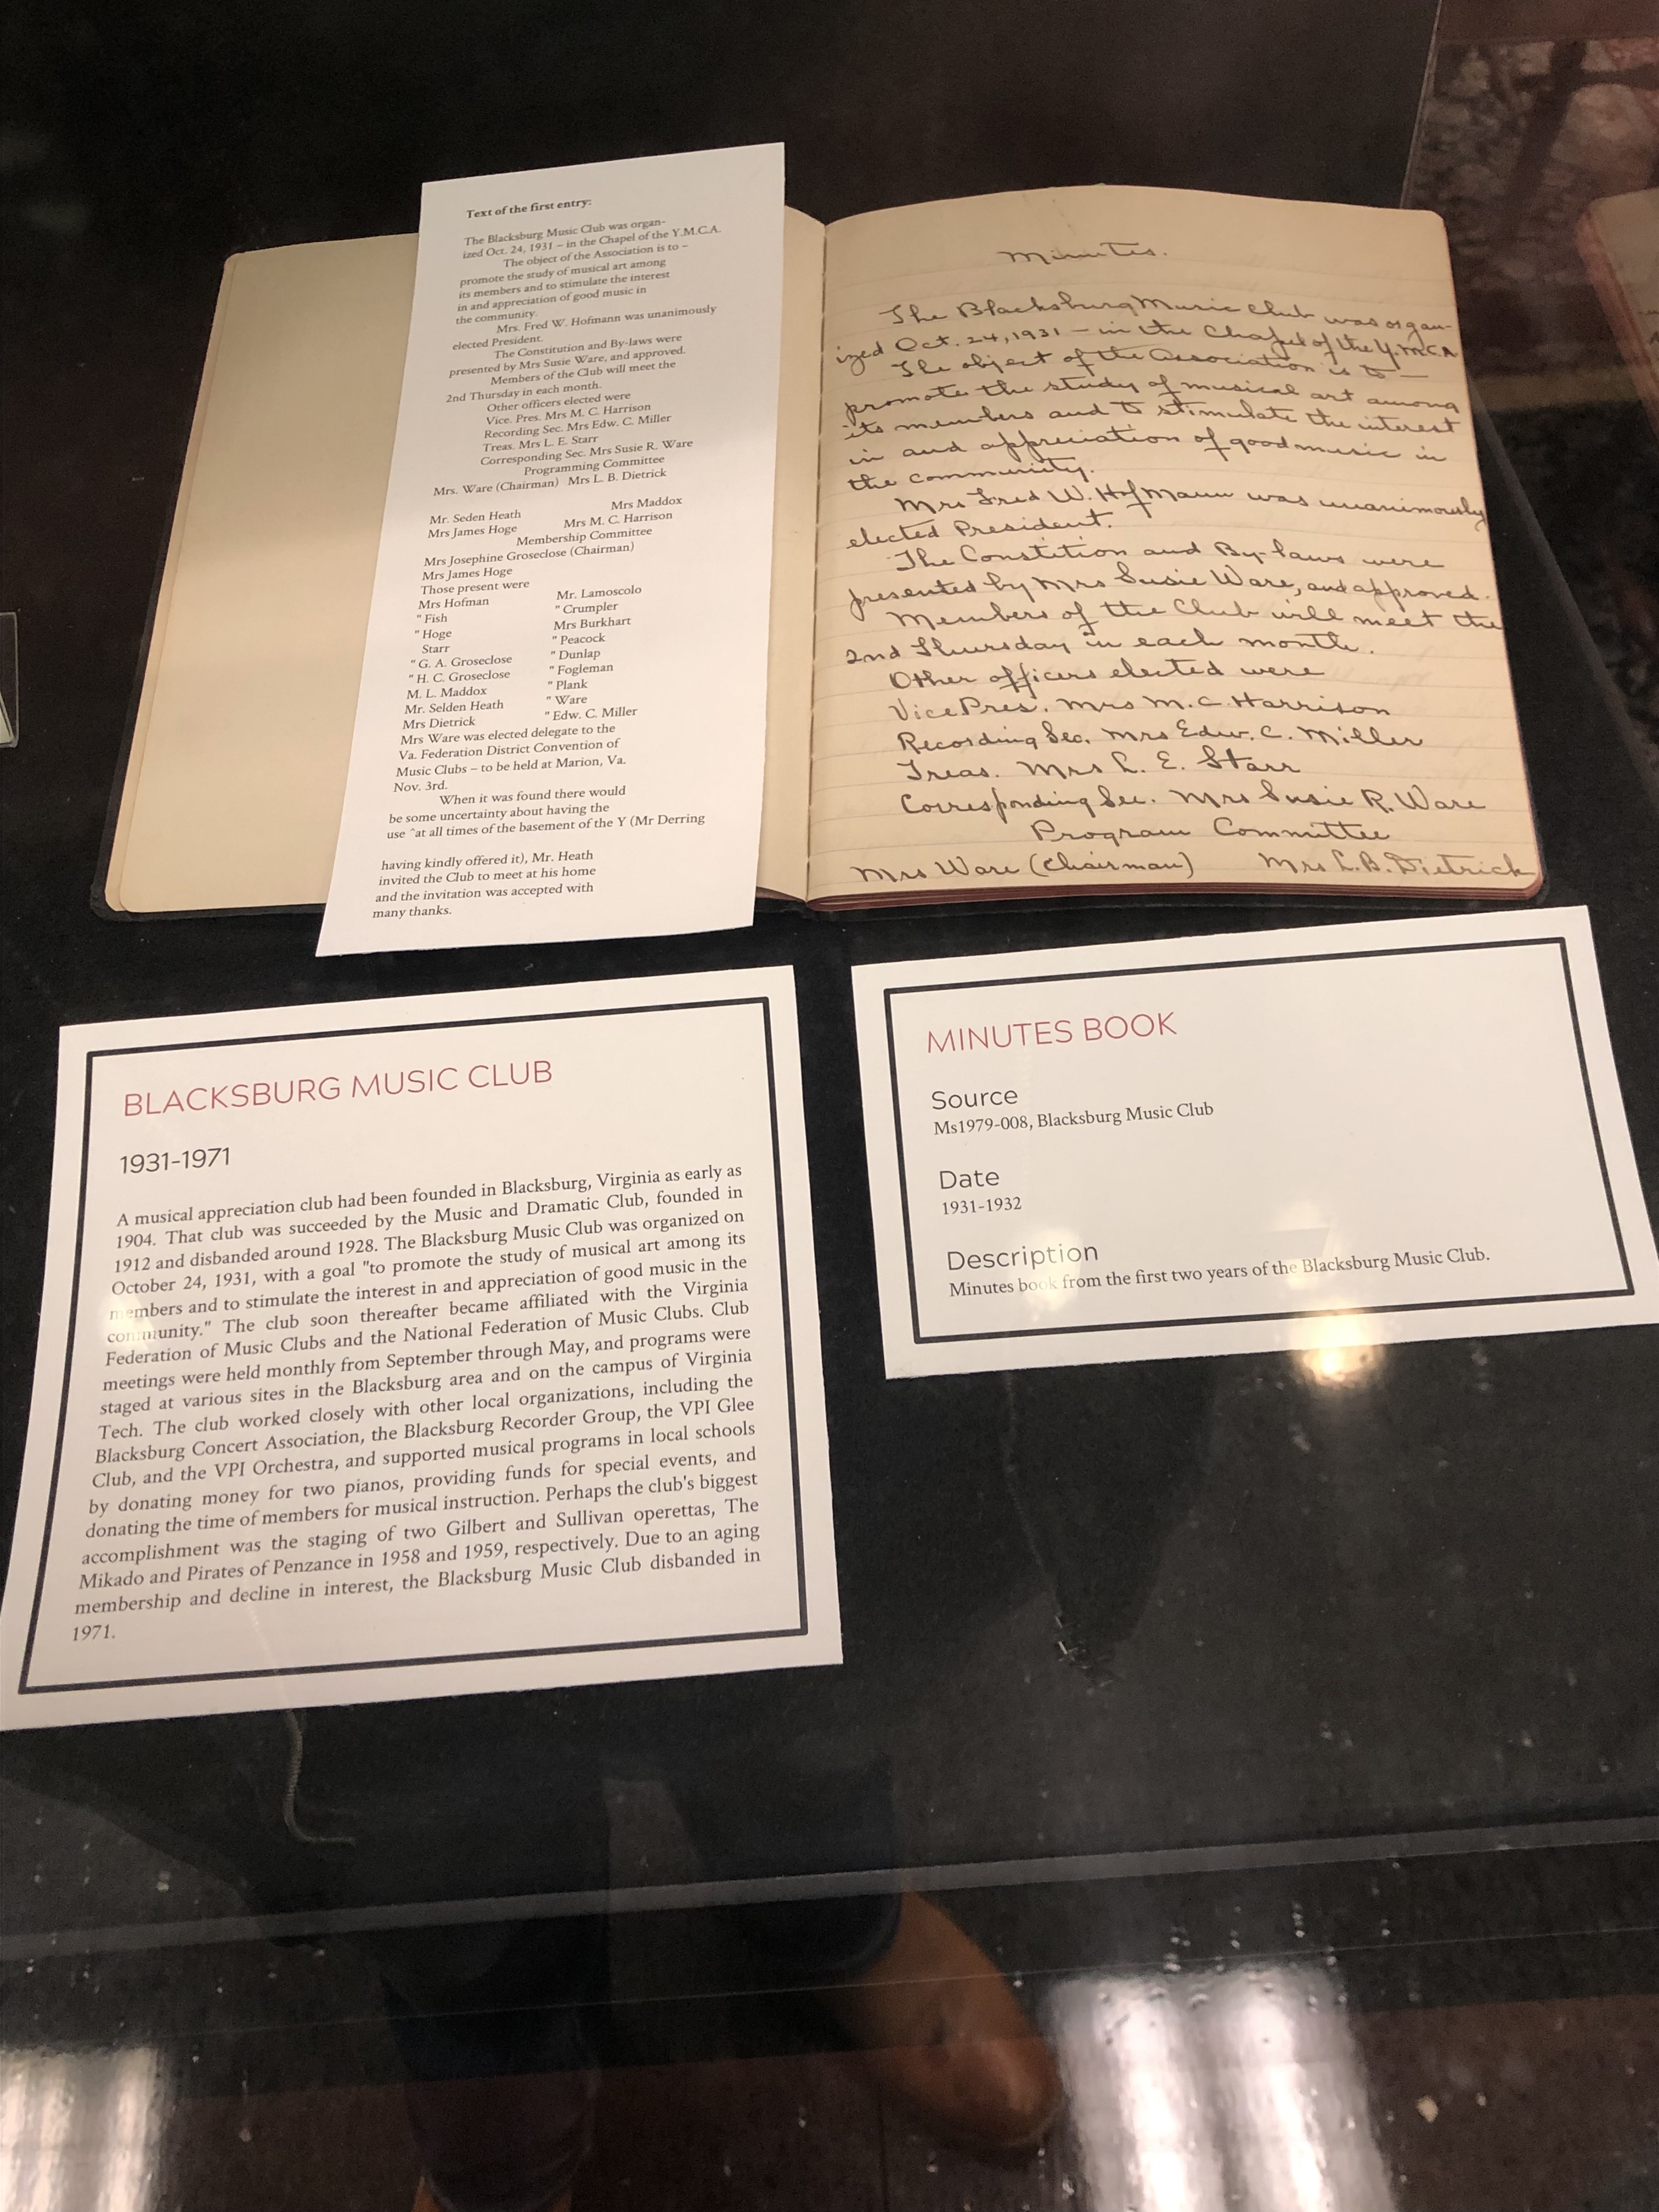 Text of the first entry:
The Blacksburg Music Club was organ-
ized Oct. 24, 1931 – in the Chapel of the Y.M.C.A.
The object of the Association is to –
promote the study of musical art among
its members and to stimulate the interest
in and appreciation of good music in
the community.
Mrs. Fred W. Hofmann was unanimously
elected President.
The Constitution and By-laws were
presented by Mrs Susie Ware, and approved.
Members of the Club will meet the
2nd Thursday in each month.
Other officers elected were
Vice. Pres. Mrs M. C. Harrison
Recording Sec. Mrs Edw. C. Miller
Treas. Mrs L. E. Starr
Corresponding Sec. Mrs Susie R. Ware
Programming Committee
Mrs. Ware (Chairman) Mrs L. B. Dietrick
Mr. Seden Heath Mrs Maddox
Mrs James Hoge Mrs M. C. Harrison
Membership Committee
Mrs Josephine Groseclose (Chairman)
Mrs James Hoge
Those present were
Mrs Hofman Mr. Lamoscolo
" Fish " Crumpler
" Hoge Mrs Burkhart
Starr " Peacock
" G. A. Groseclose " Dunlap
" H. C. Groseclose " Fogleman
M. L. Maddox " Plank
Mr. Selden Heath " Ware
Mrs Dietrick " Edw. C. Miller
Mrs Ware was elected delegate to the
Va. Federation District Convention of
Music Clubs – to be held at Marion, Va.
Nov. 3rd.
When it was found there would
be some uncertainty about having the
use ^at all times of the basement of the Y (Mr Derring
having kindly offered it), Mr. Heath
invited the Club to meet at his home
and the invitation was accepted with
many thanks.
Minutes.
The Blacksburg Music Club was organ-
ized Oct. 24, 1931 – in the Chapel of the Y.M.C.A
The object of the Association is to –
promote the study of musical art among
its members and to stimulate the interest
in and appreciation of good music in
the community.
Mrs Fred W. Hofmann was unanimously
elected President.
The Constition and By-laws were
presented by Mrs Susie Ware, and approved.
Members of the Club will meet the
2nd Thursday in each month.
Other officers elected were
Vice Pres. Mrs M. C. Harrison
Recording Sec. Mrs Edw. C. Miller
Treas. Mrs L. E. Starr
Corresponding Sec. Mrs Susie R. Ware
Program Committee
Mrs Ware (Chairman) Mrs L. B. Dietrick
BLACKSBURG MUSIC CLUB
1931-1971
A musical appreciation club had been founded in Blacksburg, Virginia as early as
1904. That club was succeeded by the Music and Dramatic Club, founded in
1912 and disbanded around 1928. The Blacksburg Music Club was organized on
October 24, 1931, with a goal "to promote the study of musical art among its
members and to stimulate the interest in and appreciation of good music in the
community." The club soon thereafter became affiliated with the Virginia
Federation of Music Clubs and the National Federation of Music Clubs. Club
meetings were held monthly from September through May, and programs were
staged at various sites in the Blacksburg area and on the campus of Virginia
Tech. The club worked closely with other local organizations, including the
Blacksburg Concert Association, the Blacksburg Recorder Group, the VPI Glee
Club, and the VPI Orchestra, and supported musical programs in local schools
by donating money for two pianos, providing funds for special events, and
donating the time of members for musical instruction. Perhaps the club's biggest
accomplishment was the staging of two Gilbert and Sullivan operettas, The
Mikado and Pirates of Penzance in 1958 and 1959, respectively. Due to an aging
membership and decline in interest, the Blacksburg Music Club disbanded in
1971.
MINUTES BOOK
Source
Ms1979-008, Blacksburg Music Club
Date
1931-1932
Description
Minutes book from the first two years of the Blacksburg Music Club.